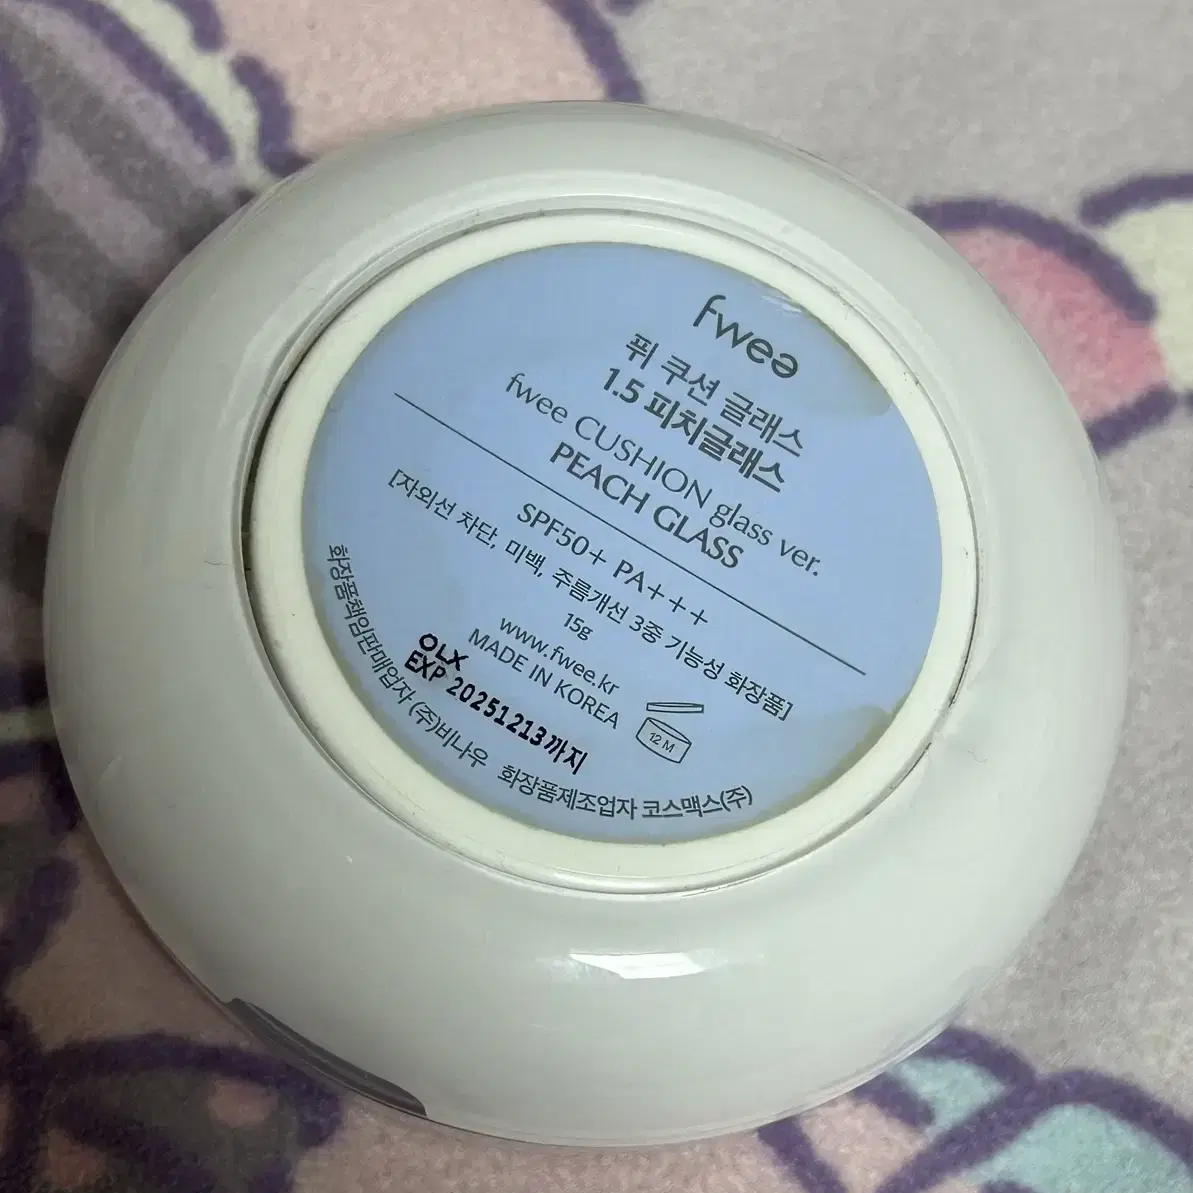 fwee
퓌 쿠션 글래스
1.5 피치글래스
fwee CUSHION glass ver.
PEACH GLASS
SPF50+ PA+++
[자외선 차단, 미백, 주름개선 3중 기능성 화장품]
15g
www.fwee.kr
MADE IN KOREA
12 M
OLX
EXP 20251213까지
화장품책임판매업자 (주)비나우 화장품제조업자 코스맥스(주)